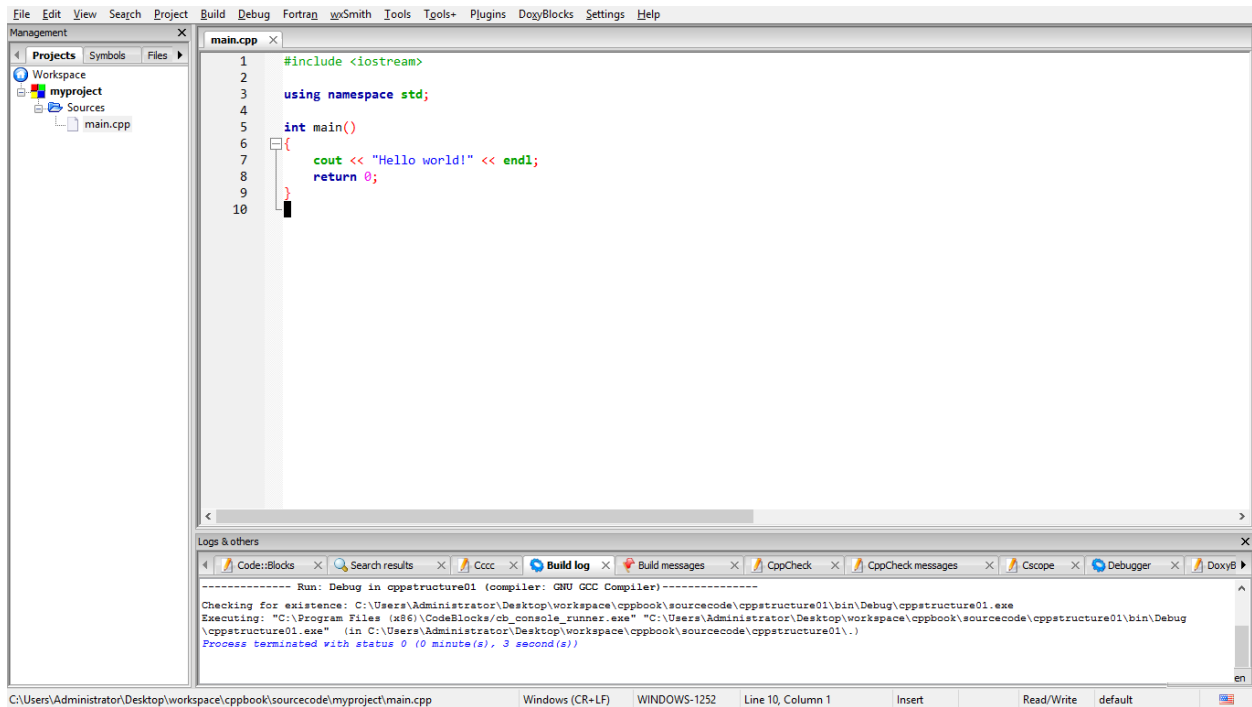 File Edit View Search Project Build Debug Fortran wxSmith Tools Tools+ Plugins DoxyBlocks Settings Help
Management
Projects Symbols Files
Workspace
myproject
Sources
main.cpp
main.cpp
1 #include <iostream>
2
3 using namespace std;
4
5 int main()
6 {
7 cout << "Hello world!" << endl;
8 return 0;
9 }
10
Logs & others
Code::Blocks Search results Cccc Build log Build messages CppCheck CppCheck messages Cscope Debugger DoxyB
-------------- Run: Debug in cppstructure01 (compiler: GNU GCC Compiler)---------------
Checking for existence: C:\Users\Administrator\Desktop\workspace\cppbook\sourcecode\cppstructure01\bin\Debug\cppstructure01.exe
Executing: "C:\Program Files (x86)\CodeBlocks/cb_console_runner.exe" "C:\Users\Administrator\Desktop\workspace\cppbook\sourcecode\cppstructure01\bin\Debug
\cppstructure01.exe" (in C:\Users\Administrator\Desktop\workspace\cppbook\sourcecode\cppstructure01\.)
Process terminated with status 0 (0 minute(s), 3 second(s))
en
C:\Users\Administrator\Desktop\workspace\cppbook\sourcecode\myproject\main.cpp Windows (CR+LF) WINDOWS-1252 Line 10, Column 1 Insert Read/Write default